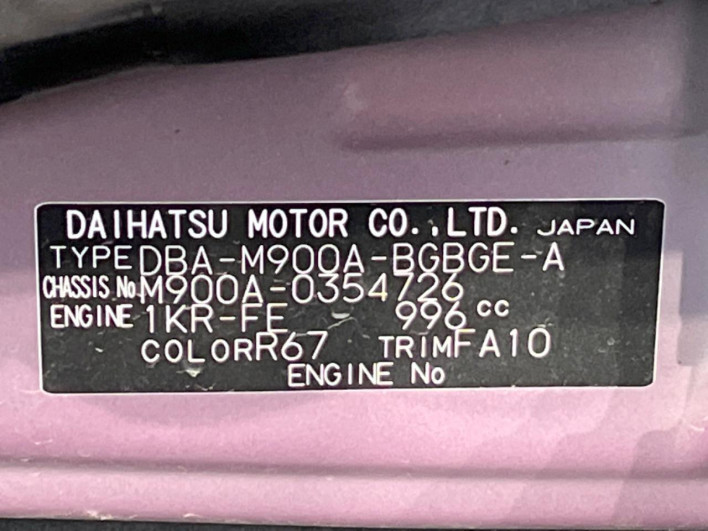 DAIHATSU MOTOR CO.,LTD. JAPAN
TYPE DBA-M900A-BGBGE-A
CHASSIS No. M900A-0354726
ENGINE 1KR-FE 996 cc
COLOR R67 TRIM FA10
ENGINE No